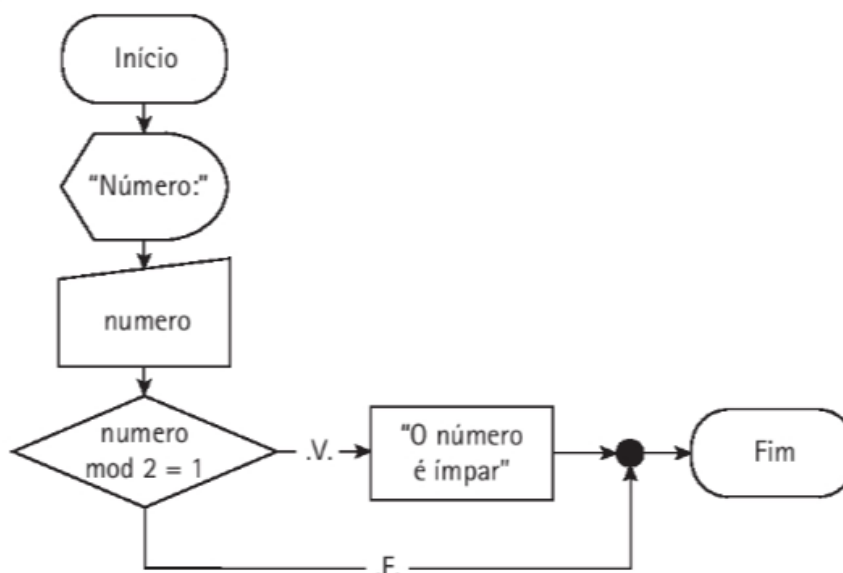 Início
“Número:”
numero
numero
mod 2 = 1
.V.
“O número
é ímpar”
Fim
.F.